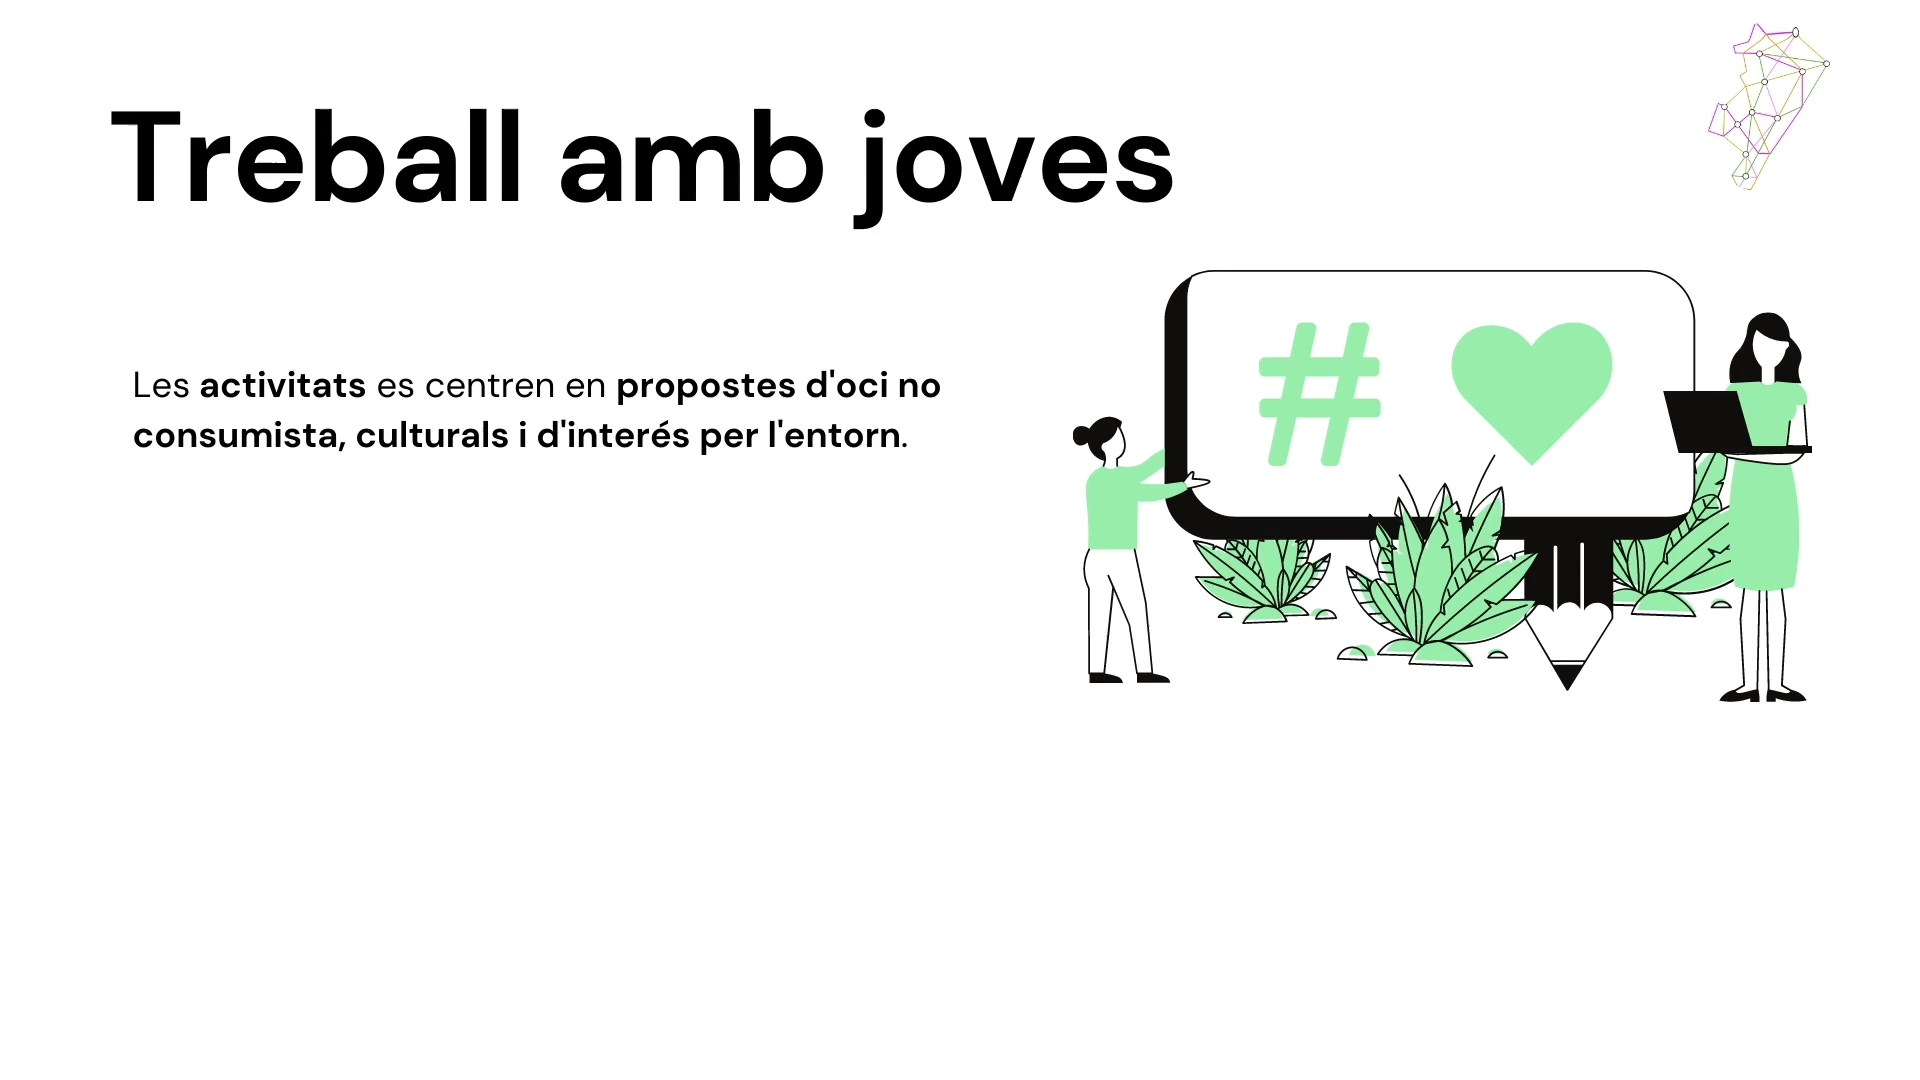 Treball amb joves
Les activitats es centren en propostes d'oci no
consumista, culturals i d'interés per l'entorn.
#